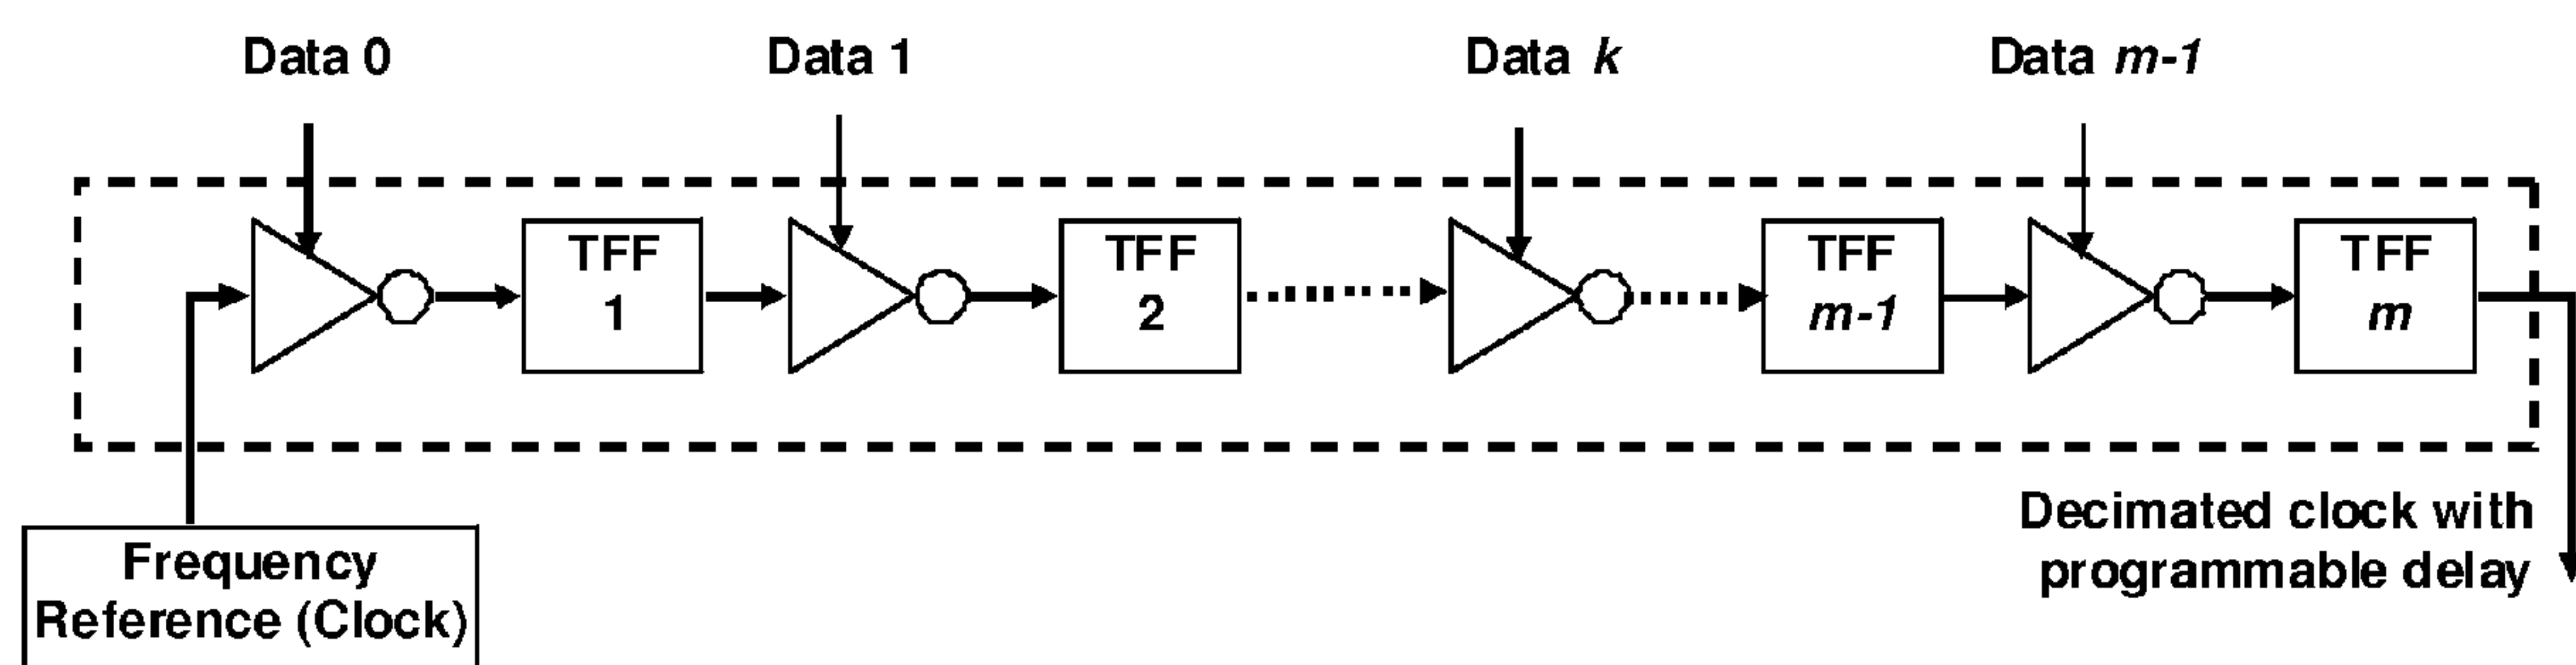 Data 0
Data 1
Data k
Data m-1
TFF
1
TFF
2
TFF
m-1
TFF
m
Frequency
Reference (Clock)
Decimated clock with
programmable delay